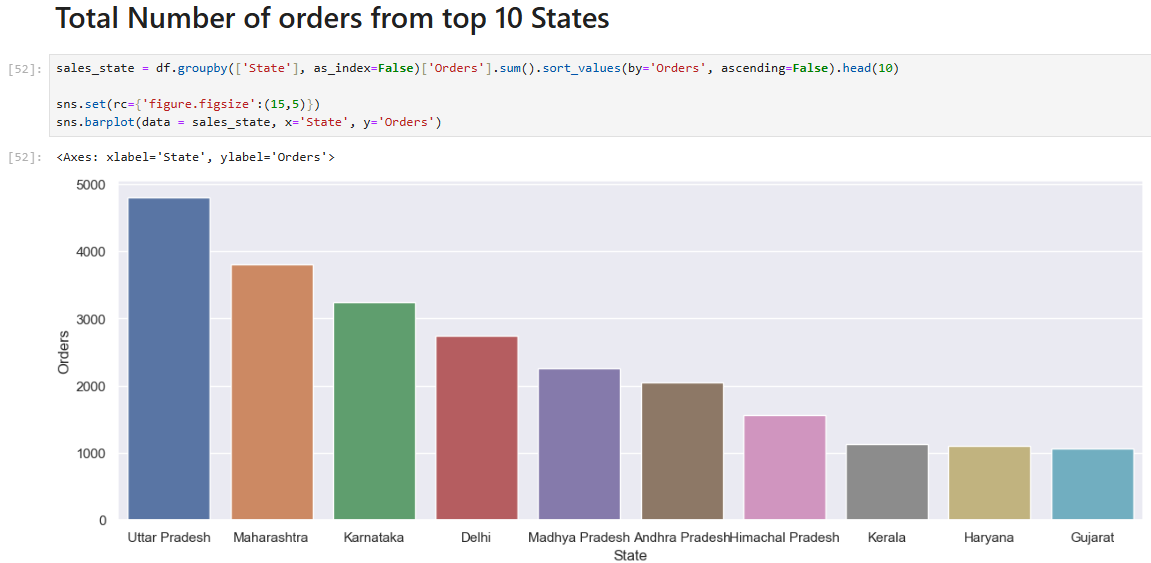 Total Number of orders from top 10 States
[52]: sales_state = df.groupby(['State'], as_index=False)['Orders'].sum().sort_values(by='Orders', ascending=False).head(10)
sns.set(rc={'figure.figsize':(15,5)})
sns.barplot(data = sales_state, x='State', y='Orders')
[52]: <Axes: xlabel='State', ylabel='Orders'>
5000
4000
3000
2000
1000
0
Orders
Uttar Pradesh Maharashtra Karnataka Delhi Madhya Pradesh Andhra Pradesh Himachal Pradesh Kerala Haryana Gujarat
State